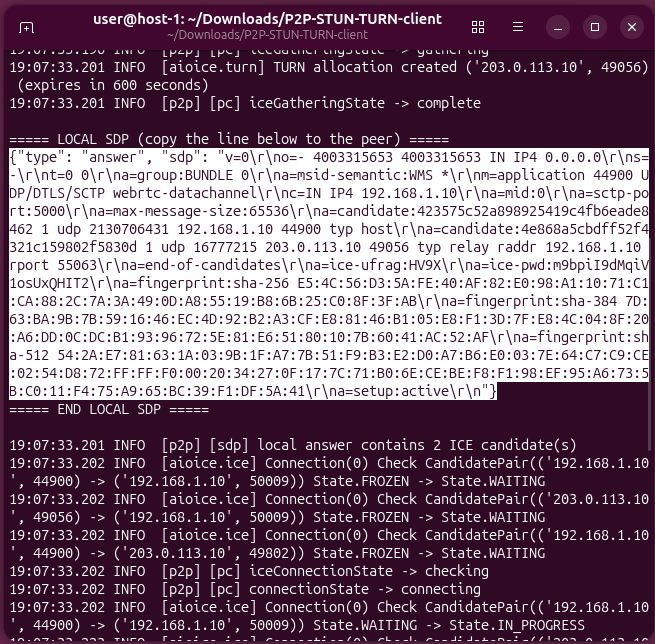 user@host-1: ~/Downloads/P2P-STUN-TURN-client
~/Downloads/P2P-STUN-TURN-client
19:07:33.190 INFO  [p2p] [pc] iceGatheringState -> gathering
19:07:33.201 INFO  [aioice.turn] TURN allocation created ('203.0.113.10', 49056)
 (expires in 600 seconds)
19:07:33.201 INFO  [p2p] [pc] iceGatheringState -> complete
===== LOCAL SDP (copy the line below to the peer) =====
{"type": "answer", "sdp": "v=0\r\no=- 4003315653 4003315653 IN IP4 0.0.0.0\r\ns=
-\r\nt=0 0\r\na=group:BUNDLE 0\r\na=msid-semantic:WMS *\r\nm=application 44900 U
DP/DTLS/SCTP webrtc-datachannel\r\nc=IN IP4 192.168.1.10\r\na=mid:0\r\na=sctp-po
rt:5000\r\na=max-message-size:65536\r\na=candidate:423575c52a898925419c4fb6eade8
462 1 udp 2130706431 192.168.1.10 44900 typ host\r\na=candidate:4e868a5cbdff52f4
321c159802f5830d 1 udp 16777215 203.0.113.10 49056 typ relay raddr 192.168.1.10
rport 55063\r\na=end-of-candidates\r\na=ice-ufrag:HV9X\r\na=ice-pwd:m9bpiI9dMqiV
1osUxQHIT2\r\na=fingerprint:sha-256 E5:4C:56:D3:5A:FE:40:AF:82:E0:98:A1:10:71:C1
:CA:88:2C:7A:3A:49:0D:A8:55:19:B8:6B:25:C0:8F:3F:AB\r\na=fingerprint:sha-384 7D:
63:BA:9B:7B:59:16:46:EC:4D:92:B2:A3:CF:E8:81:46:B1:05:E8:F1:3D:7F:E8:4C:04:8F:20
:A6:DD:0C:DC:B1:93:96:72:5E:81:E6:51:80:10:7B:60:41:AC:52:AF\r\na=fingerprint:sh
a-512 54:2A:E7:81:63:1A:03:9B:1F:A7:7B:51:F9:B3:E2:D0:A7:B6:E0:03:7E:64:C7:C9:CE
:02:54:D8:72:FF:FF:F0:00:20:34:27:0F:17:7C:71:B0:6E:CE:BE:F8:F1:98:EF:95:A6:73:5
B:C0:11:F4:75:A9:65:BC:39:F1:DF:5A:41\r\na=setup:active\r\n"}
===== END LOCAL SDP =====
19:07:33.201 INFO  [p2p] [sdp] local answer contains 2 ICE candidate(s)
19:07:33.202 INFO  [aioice.ice] Connection(0) Check CandidatePair(('192.168.1.10
', 44900) -> ('192.168.1.10', 50009)) State.FROZEN -> State.WAITING
19:07:33.202 INFO  [aioice.ice] Connection(0) Check CandidatePair(('203.0.113.10
', 49056) -> ('192.168.1.10', 50009)) State.FROZEN -> State.WAITING
19:07:33.202 INFO  [aioice.ice] Connection(0) Check CandidatePair(('192.168.1.10
', 44900) -> ('203.0.113.10', 49802)) State.FROZEN -> State.WAITING
19:07:33.202 INFO  [p2p] [pc] iceConnectionState -> checking
19:07:33.202 INFO  [p2p] [pc] connectionState -> connecting
19:07:33.202 INFO  [aioice.ice] Connection(0) Check CandidatePair(('192.168.1.10
', 44900) -> ('192.168.1.10', 50009)) State.WAITING -> State.IN_PROGRESS